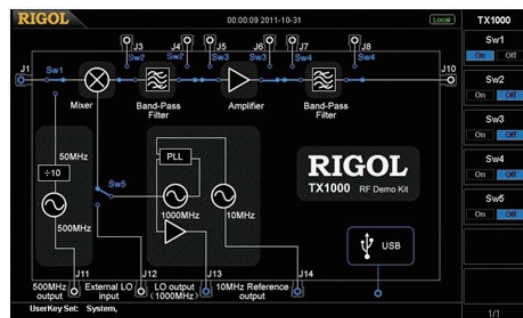 RIGOL 00:00:09 2011-10-31 Local TX1000
J3 J4 J5 J6 J7 J8
Sw2 Sw2 Sw3 Sw3 Sw4 Sw4
J1 Sw1 J10
Mixer Band-Pass Filter Amplifier Band-Pass Filter
50MHz
÷10
500MHz
Sw5
PLL
1000MHz 10MHz
RIGOL
TX1000 RF Demo Kit
USB
J11 J12 J13 J14
500MHz output External LO input LO output (1000MHz) 10MHz Reference output
UserKey Set: System,
Sw1
On Off
Sw2
On Off
Sw3
On Off
Sw4
On Off
Sw5
On Off
1/1